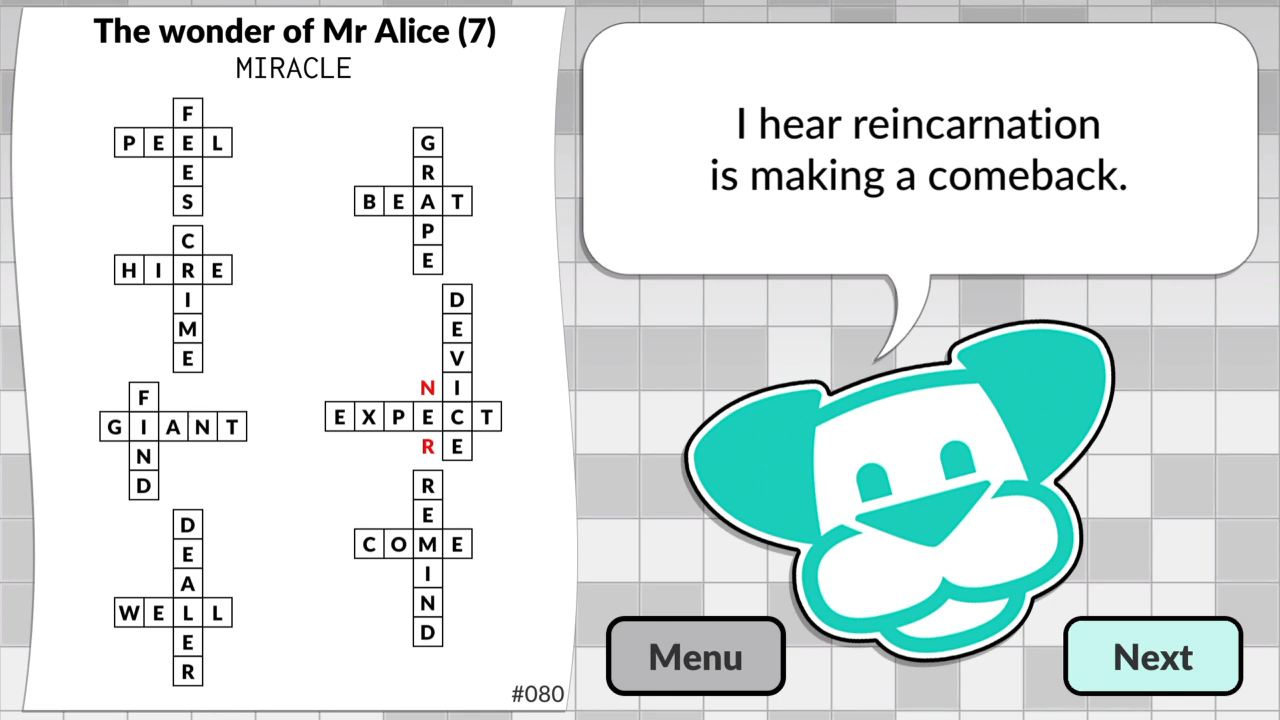 The wonder of Mr Alice (7)
MIRACLE
F
PEEL
E
S
C
HIRE
I
M
E
F
GIANT
N
D
D
E
A
WELL
E
R
G
R
BEAT
P
E
D
E
V
N I
EXPECT
R E
R
E
COME
I
N
D
#080
I hear reincarnation
is making a comeback.
Menu
Next